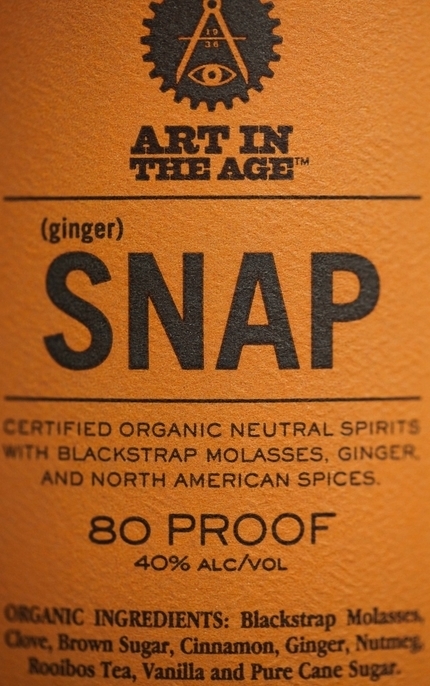 19
36
ART IN
THE AGE™
(ginger)
SNAP
CERTIFIED ORGANIC NEUTRAL SPIRITS
WITH BLACKSTRAP MOLASSES, GINGER,
AND NORTH AMERICAN SPICES.
80 PROOF
40% ALC/VOL
ORGANIC INGREDIENTS: Blackstrap Molasses,
Clove, Brown Sugar, Cinnamon, Ginger, Nutmeg,
Rooibos Tea, Vanilla and Pure Cane Sugar.